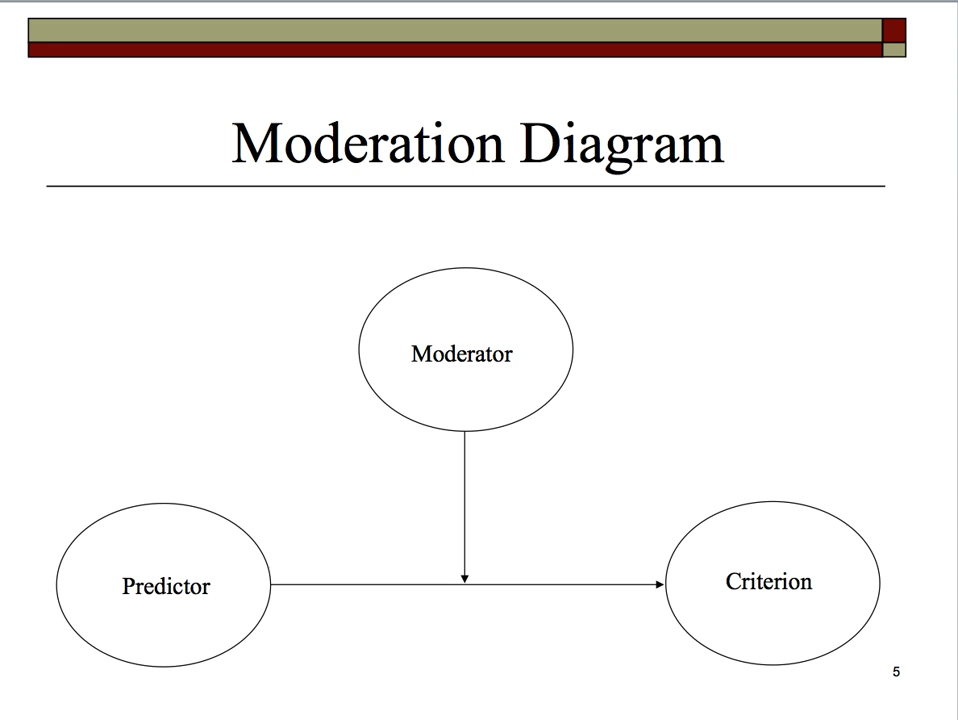 Moderation Diagram
Moderator
Predictor
Criterion
5